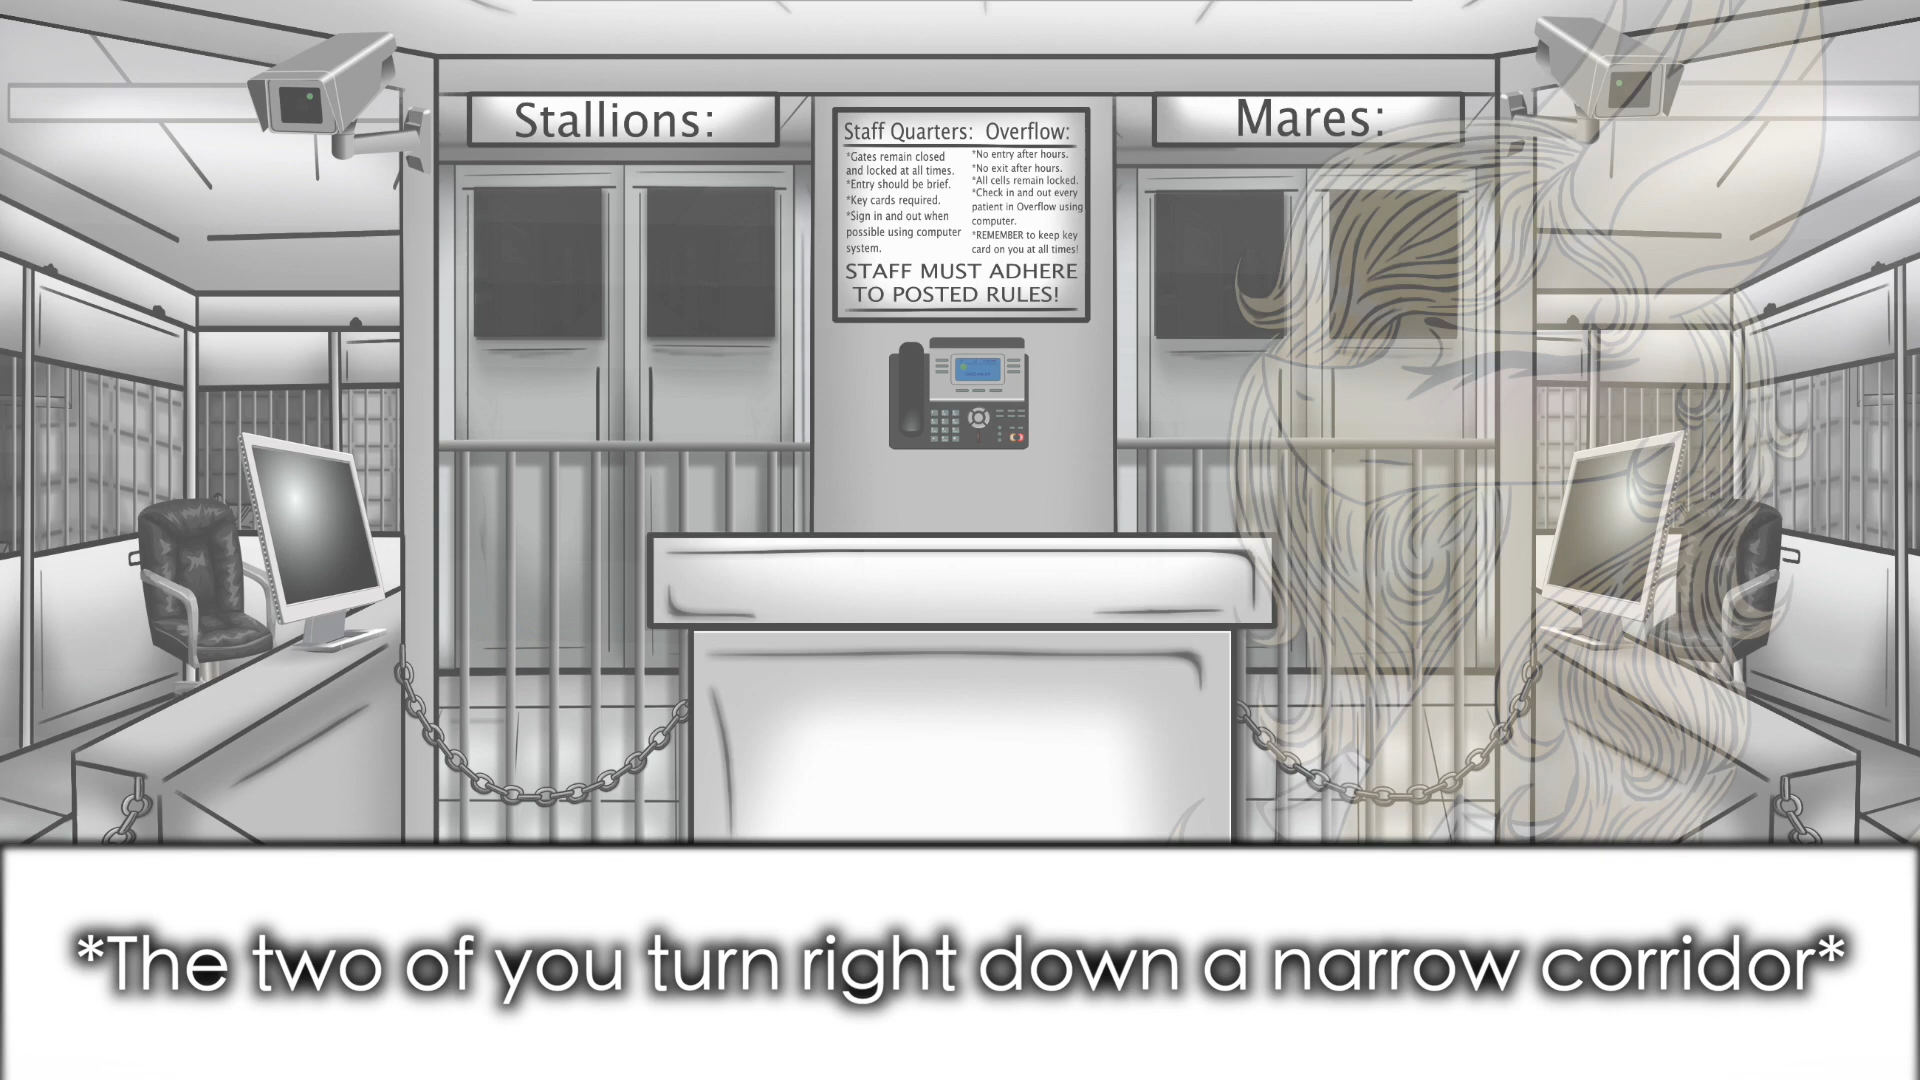 Stallions:
Mares:
Staff Quarters:
*Gates remain closed
and locked at all times.
*Entry should be brief.
*Key cards required.
*Sign in and out when
possible using computer
system.
Overflow:
*No entry after hours.
*No exit after hours.
*All cells remain locked.
*Check in and out every
patient in Overflow using
computer.
*REMEMBER to keep key
card on you at all times!
STAFF MUST ADHERE
TO POSTED RULES!
*The two of you turn right down a narrow corridor*